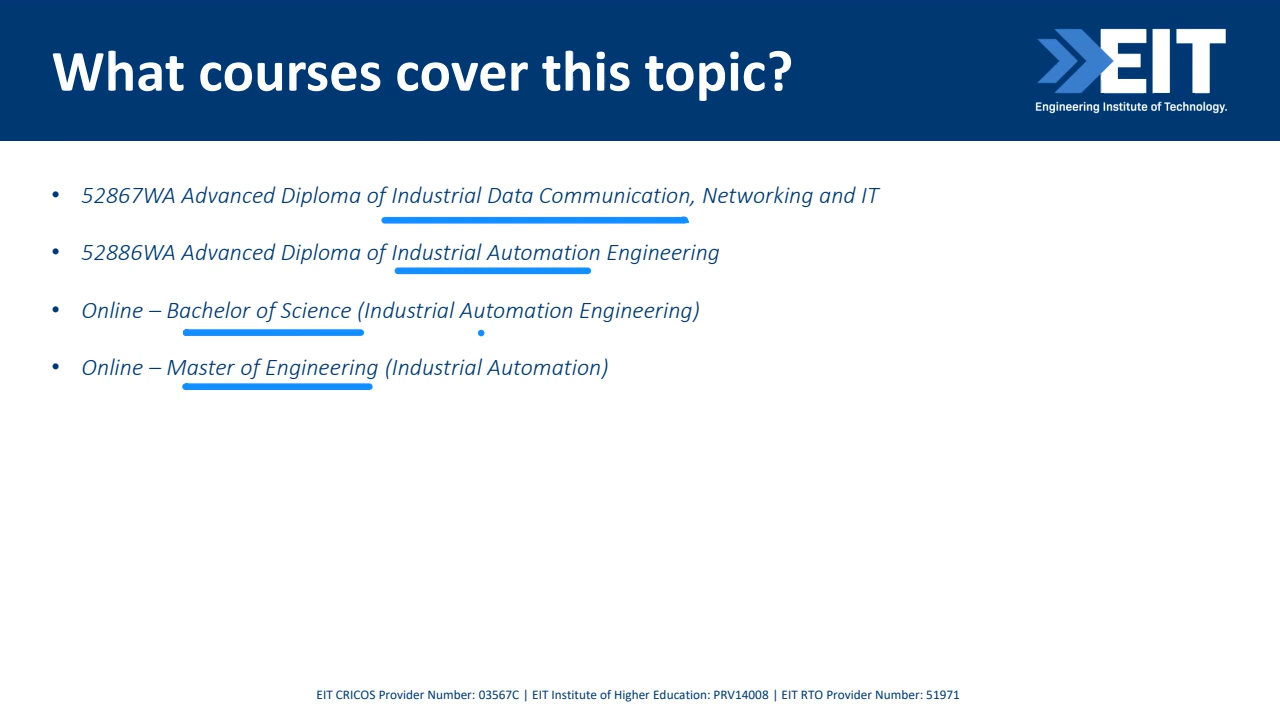 What courses cover this topic?
EIT
Engineering Institute of Technology.
• 52867WA Advanced Diploma of Industrial Data Communication, Networking and IT
• 52886WA Advanced Diploma of Industrial Automation Engineering
• Online – Bachelor of Science (Industrial Automation Engineering)
• Online – Master of Engineering (Industrial Automation)
EIT CRICOS Provider Number: 03567C | EIT Institute of Higher Education: PRV14008 | EIT RTO Provider Number: 51971